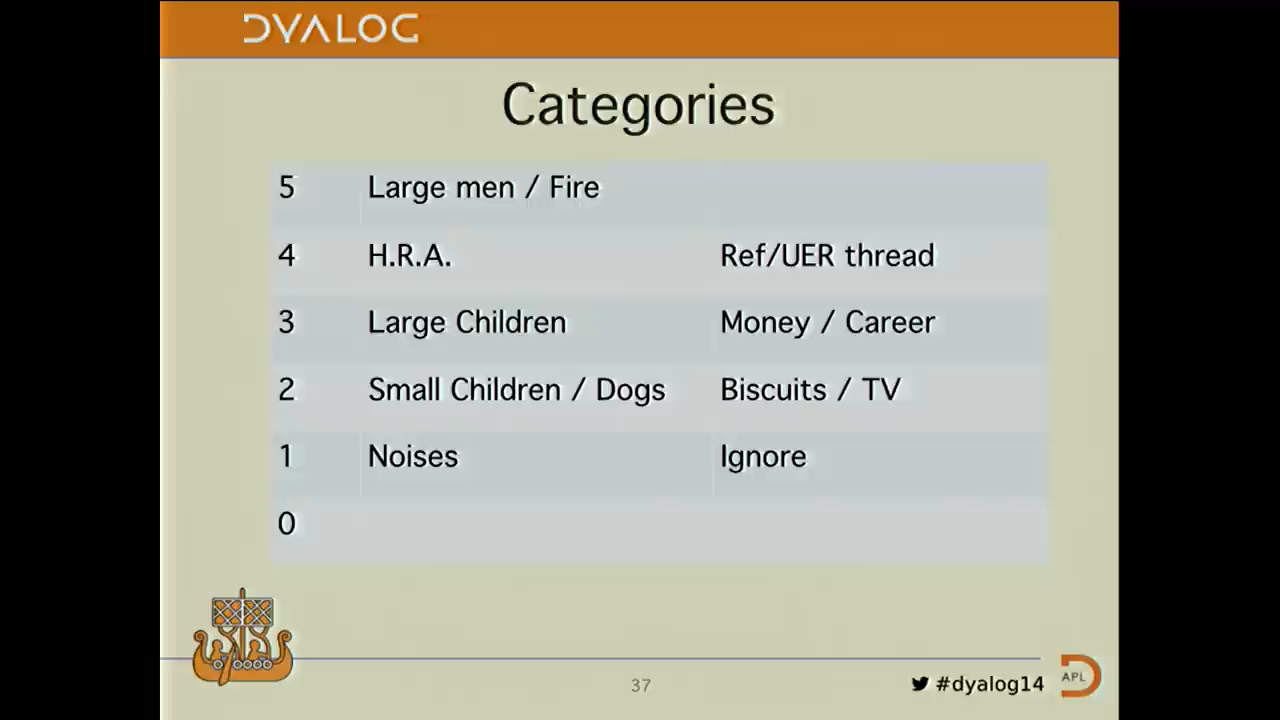 DYALOG
Categories
5 Large men / Fire
4 H.R.A. Ref/UER thread
3 Large Children Money / Career
2 Small Children / Dogs Biscuits / TV
1 Noises Ignore
0
37
#dyalog14
APL